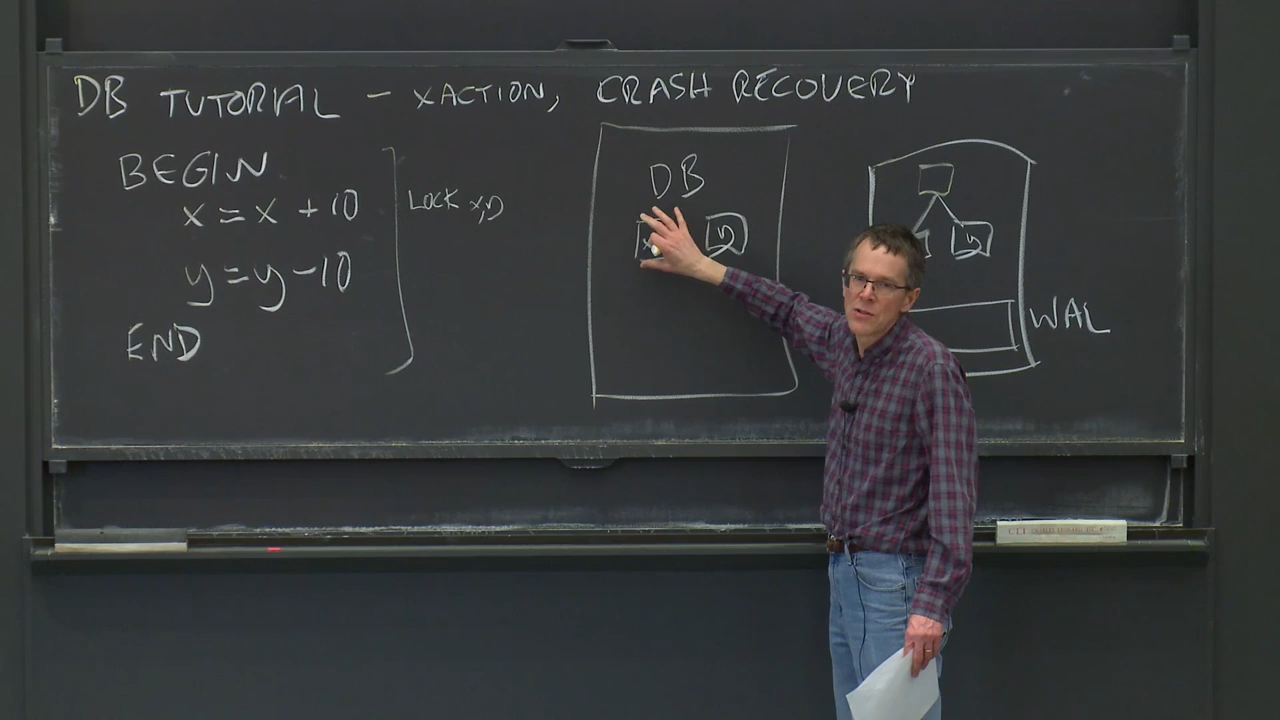 DB TUTORIAL - XACTION, CRASH RECOVERY
BEGIN
x = x + 10
y = y - 10
END
LOCK x,y
DB
x
y
y
WAL